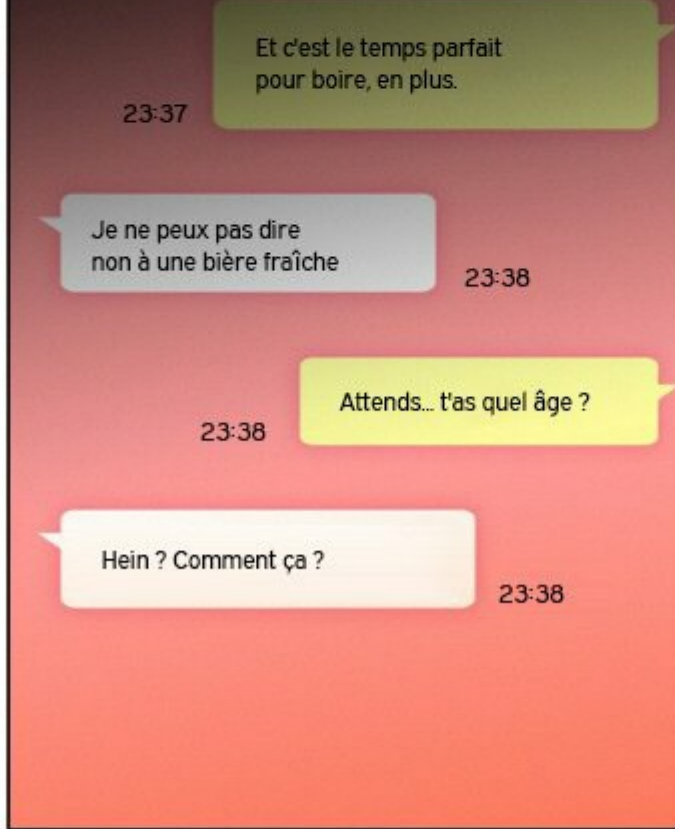 Et c'est le temps parfait
pour boire, en plus.
23:37
Je ne peux pas dire
non à une bière fraîche
23:38
Attends... t'as quel âge ?
23:38
Hein ? Comment ça ?
23:38